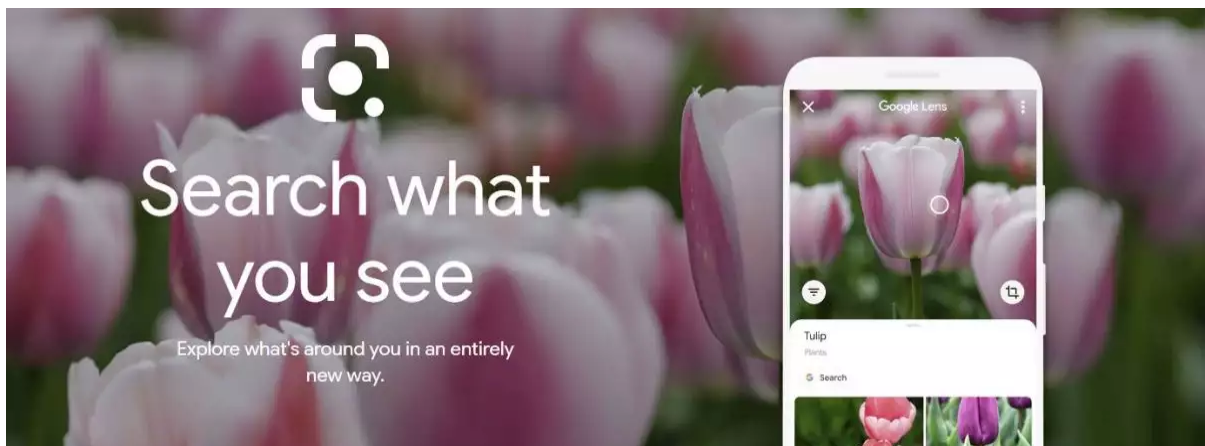 Search what
you see
Explore what's around you in an entirely
new way.
Google Lens
Tulip
Plants
G Search